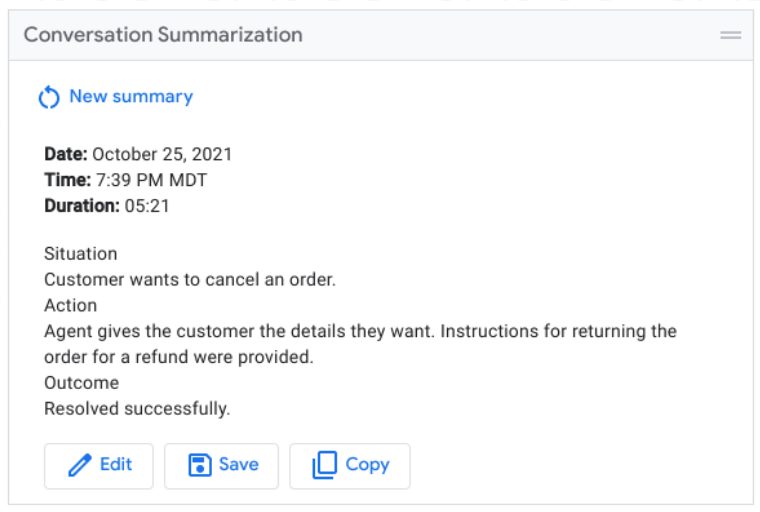 Conversation Summarization
New summary
Date: October 25, 2021
Time: 7:39 PM MDT
Duration: 05:21
Situation
Customer wants to cancel an order.
Action
Agent gives the customer the details they want. Instructions for returning the
order for a refund were provided.
Outcome
Resolved successfully.
Edit Save Copy